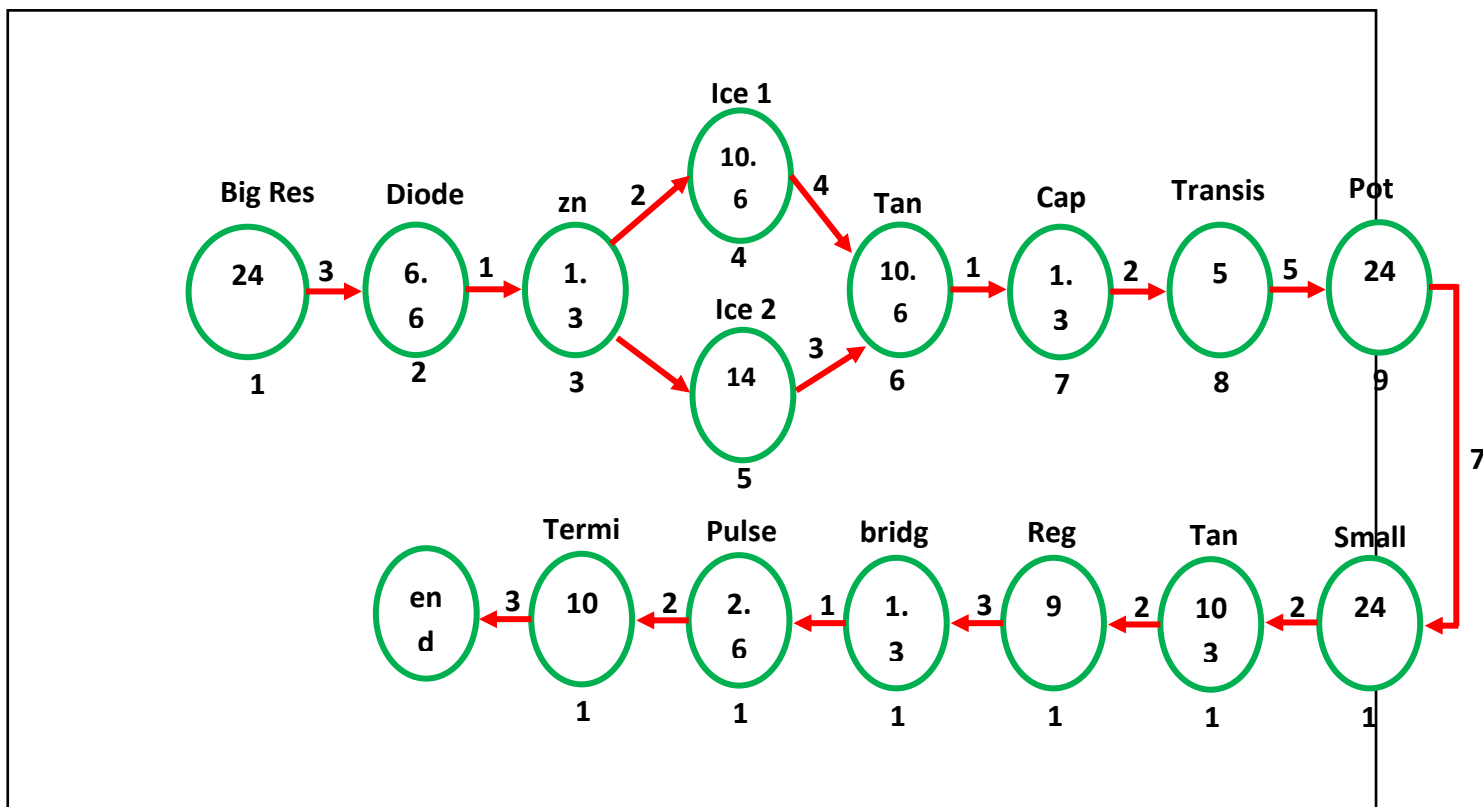 Ice 1
Big Res Diode zn 2 10. 4 Tan Cap Transis Pot
6
4
24 3 6. 1 1. 10. 1 1. 2 5 5 24
6 3 Ice 2 6 3
1 2 3 14 3 6 7 8 9
5
7
Termi Pulse bridg Reg Tan Small
en 3 10 2 2. 1 1. 3 9 2 10 2 24
d 6 3 3
1 1 1 1 1 1